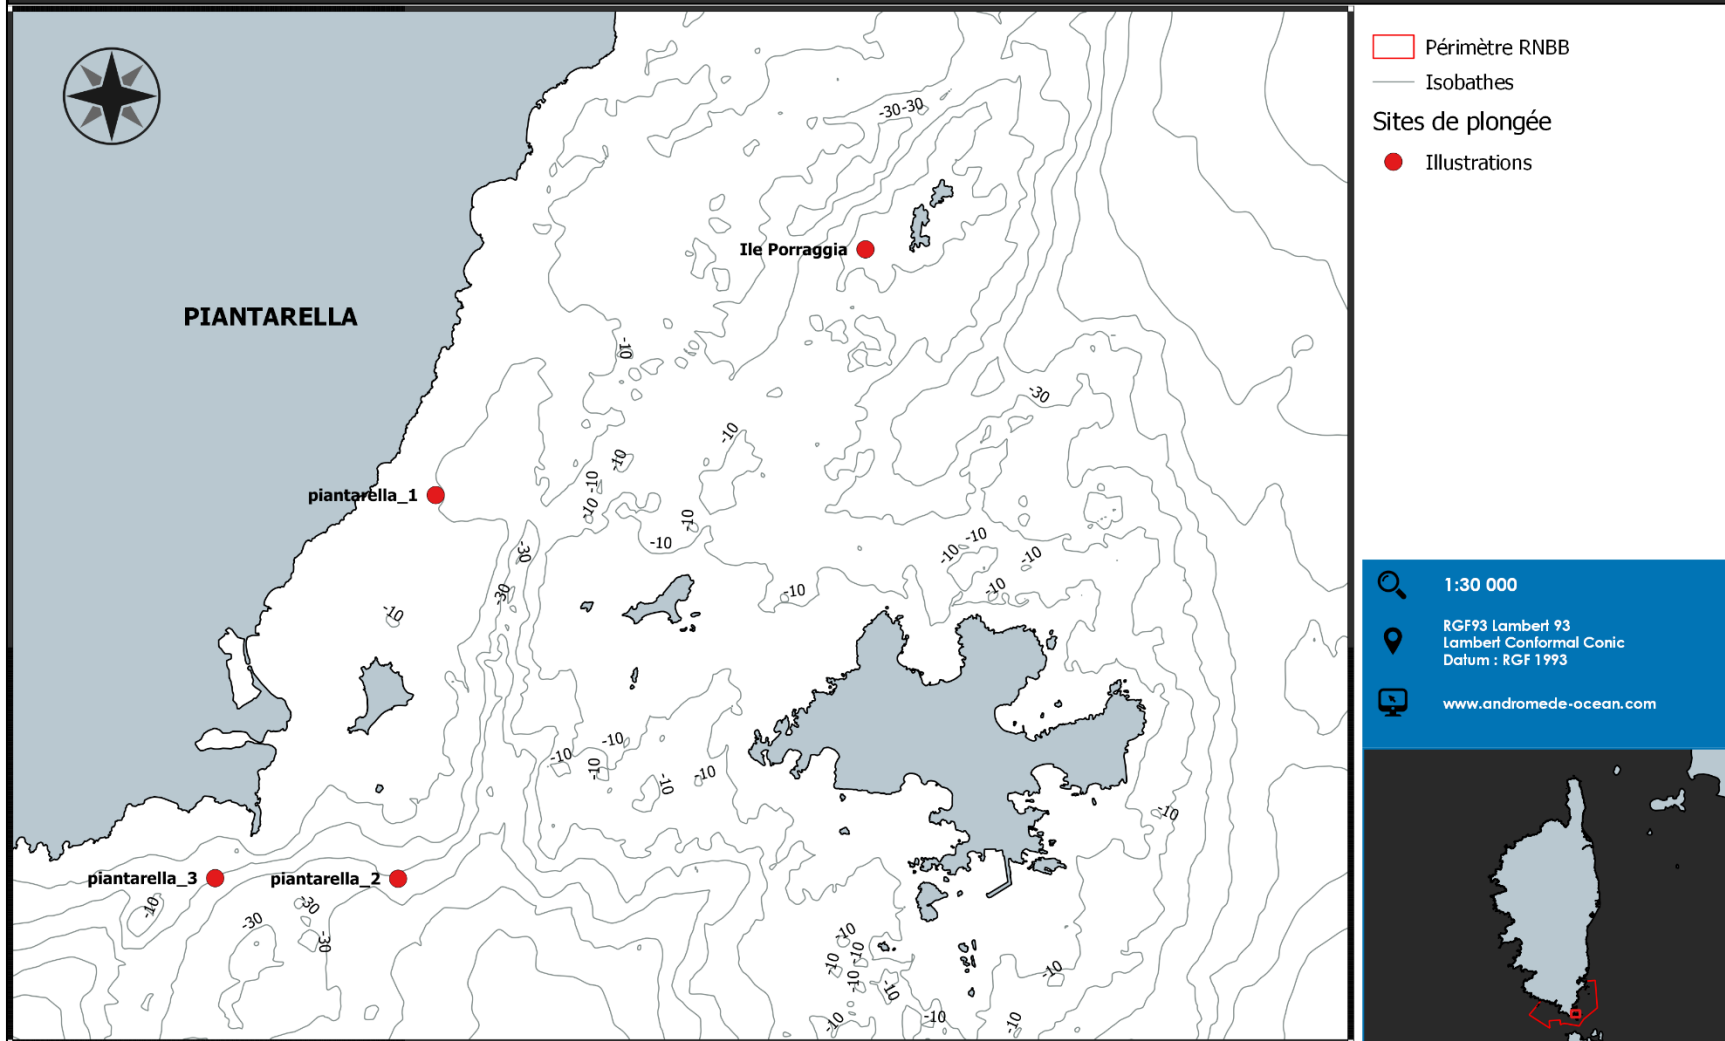 Périmètre RNBB
Isobathes
Sites de plongée
Illustrations
-30-30
Ile Porraggia
PIANTARELLA
-10
-30
-10
-10
-10
piantarella_1
-10
-10
-10
-30
-10
-10
-10
-30
-10
-10
-10
-10
-10
-10
-10
-10
-10
-10
piantarella_3
piantarella_2
-10
-30
-30
-30
-10
-10
-10
-10
-10
-10
-10
-10
-10
1:30 000
RGF93 Lambert 93
Lambert Conformal Conic
Datum : RGF 1993
www.andromede-ocean.com